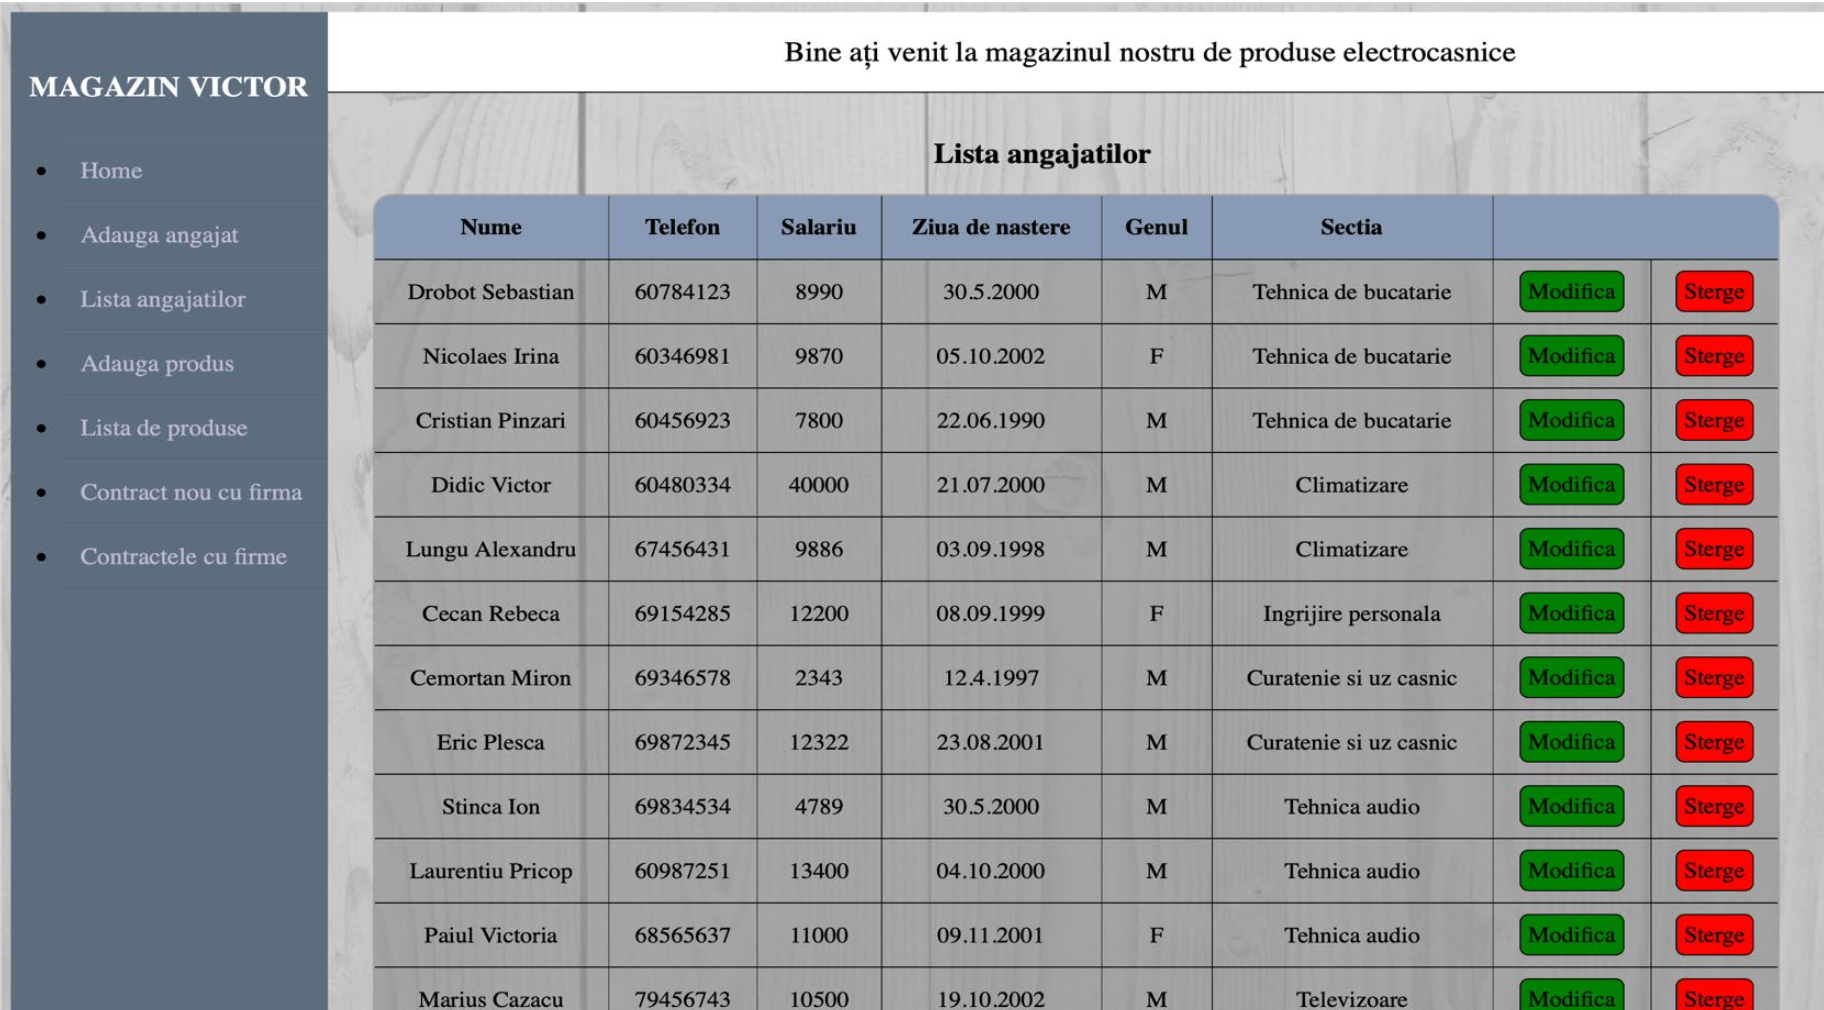 MAGAZIN VICTOR
Home
Adauga angajat
Lista angajatilor
Adauga produs
Lista de produse
Contract nou cu firma
Contractele cu firme
Bine ați venit la magazinul nostru de produse electrocasnice
Lista angajatilor
Nume Telefon Salariu Ziua de nastere Genul Sectia
Drobot Sebastian 60784123 8990 30.5.2000 M Tehnica de bucatarie Modifica Sterge
Nicolaes Irina 60346981 9870 05.10.2002 F Tehnica de bucatarie Modifica Sterge
Cristian Pinzari 60456923 7800 22.06.1990 M Tehnica de bucatarie Modifica Sterge
Didic Victor 60480334 40000 21.07.2000 M Climatizare Modifica Sterge
Lungu Alexandru 67456431 9886 03.09.1998 M Climatizare Modifica Sterge
Cecan Rebeca 69154285 12200 08.09.1999 F Ingrijire personala Modifica Sterge
Cemortan Miron 69346578 2343 12.4.1997 M Curatenie si uz casnic Modifica Sterge
Eric Plesca 69872345 12322 23.08.2001 M Curatenie si uz casnic Modifica Sterge
Stinca Ion 69834534 4789 30.5.2000 M Tehnica audio Modifica Sterge
Laurentiu Pricop 60987251 13400 04.10.2000 M Tehnica audio Modifica Sterge
Paiul Victoria 68565637 11000 09.11.2001 F Tehnica audio Modifica Sterge
Marius Cazacu 79456743 10500 19.10.2002 M Televizoare Modifica Sterge